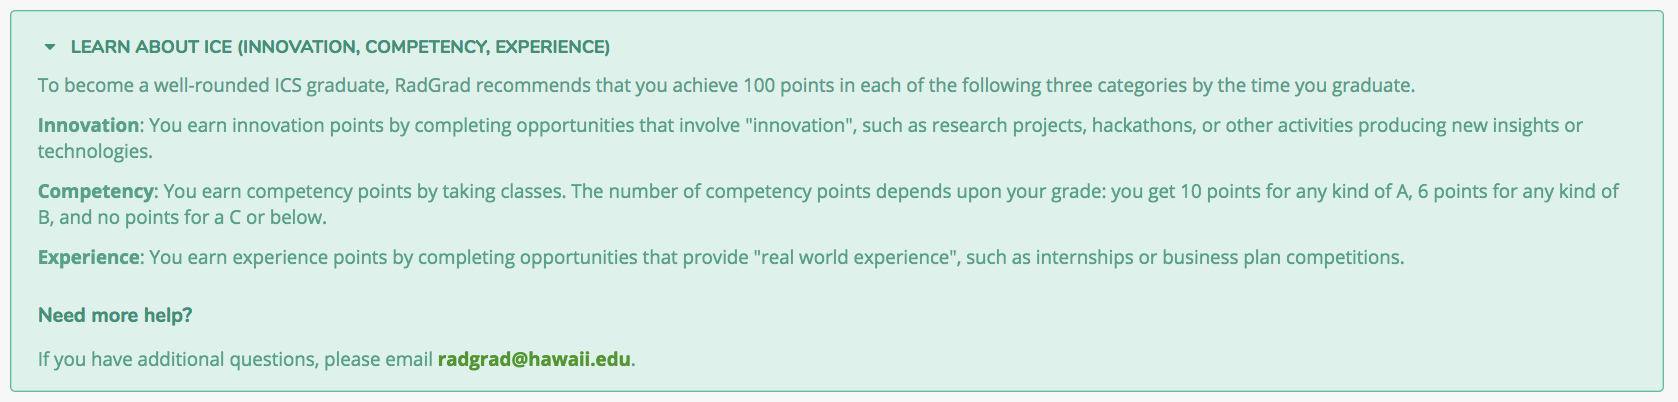 LEARN ABOUT ICE (INNOVATION, COMPETENCY, EXPERIENCE)
To become a well-rounded ICS graduate, RadGrad recommends that you achieve 100 points in each of the following three categories by the time you graduate.
Innovation: You earn innovation points by completing opportunities that involve "innovation", such as research projects, hackathons, or other activities producing new insights or
technologies.
Competency: You earn competency points by taking classes. The number of competency points depends upon your grade: you get 10 points for any kind of A, 6 points for any kind of
B, and no points for a C or below.
Experience: You earn experience points by completing opportunities that provide "real world experience", such as internships or business plan competitions.
Need more help?
If you have additional questions, please email radgrad@hawaii.edu.